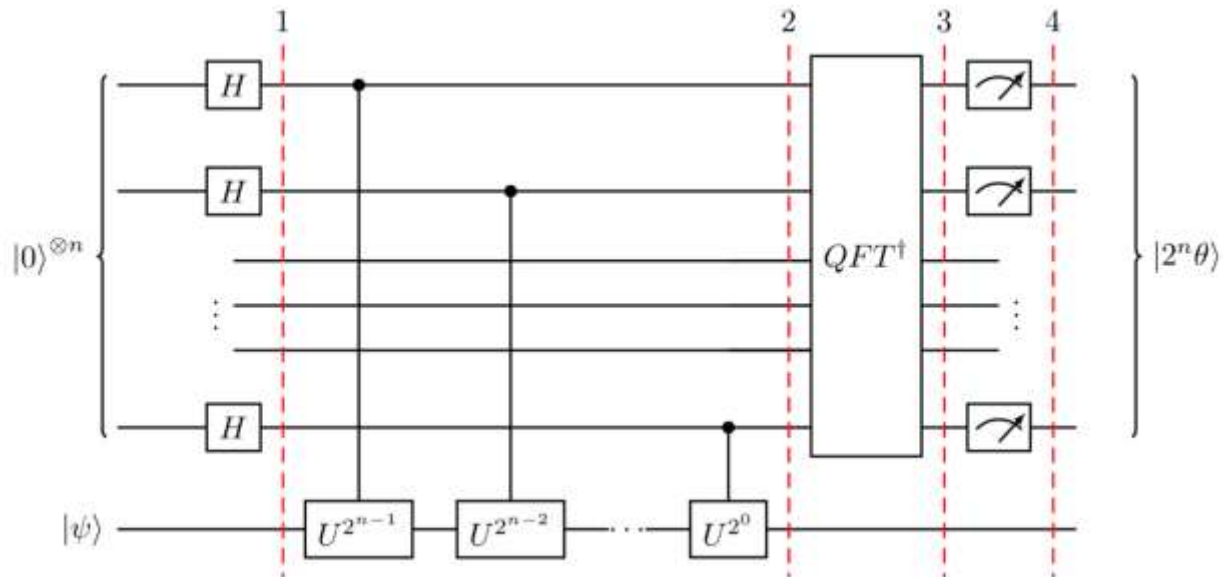 1 2 3 4
H
H
|0⟩^{⊗n} QFT^† |2^nθ⟩
⋮ ⋮
H
|ψ⟩ U^{2^{n-1}} U^{2^{n-2}} ··· U^{2^0}